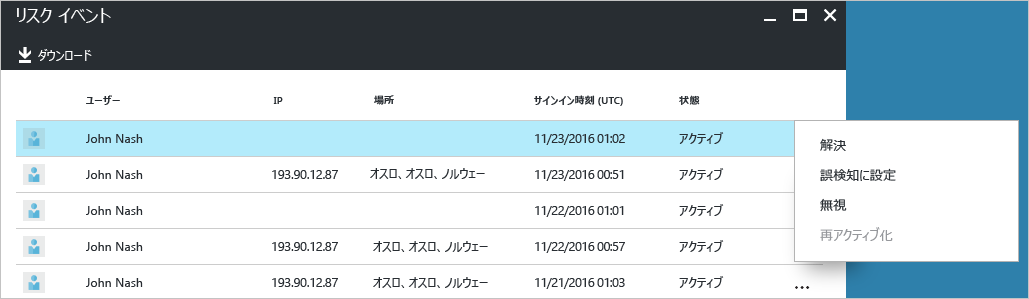 リスク イベント
ダウンロード
ユーザー IP 場所 サインイン時刻 (UTC) 状態
John Nash 11/23/2016 01:02 アクティブ
John Nash 193.90.12.87 オスロ、オスロ、ノルウェー 11/23/2016 00:51 アクティブ
John Nash 11/22/2016 01:01 アクティブ
John Nash 193.90.12.87 オスロ、オスロ、ノルウェー 11/22/2016 00:57 アクティブ
John Nash 193.90.12.87 オスロ、オスロ、ノルウェー 11/21/2016 01:03 アクティブ ...
解決
誤検知に設定
無視
再アクティブ化